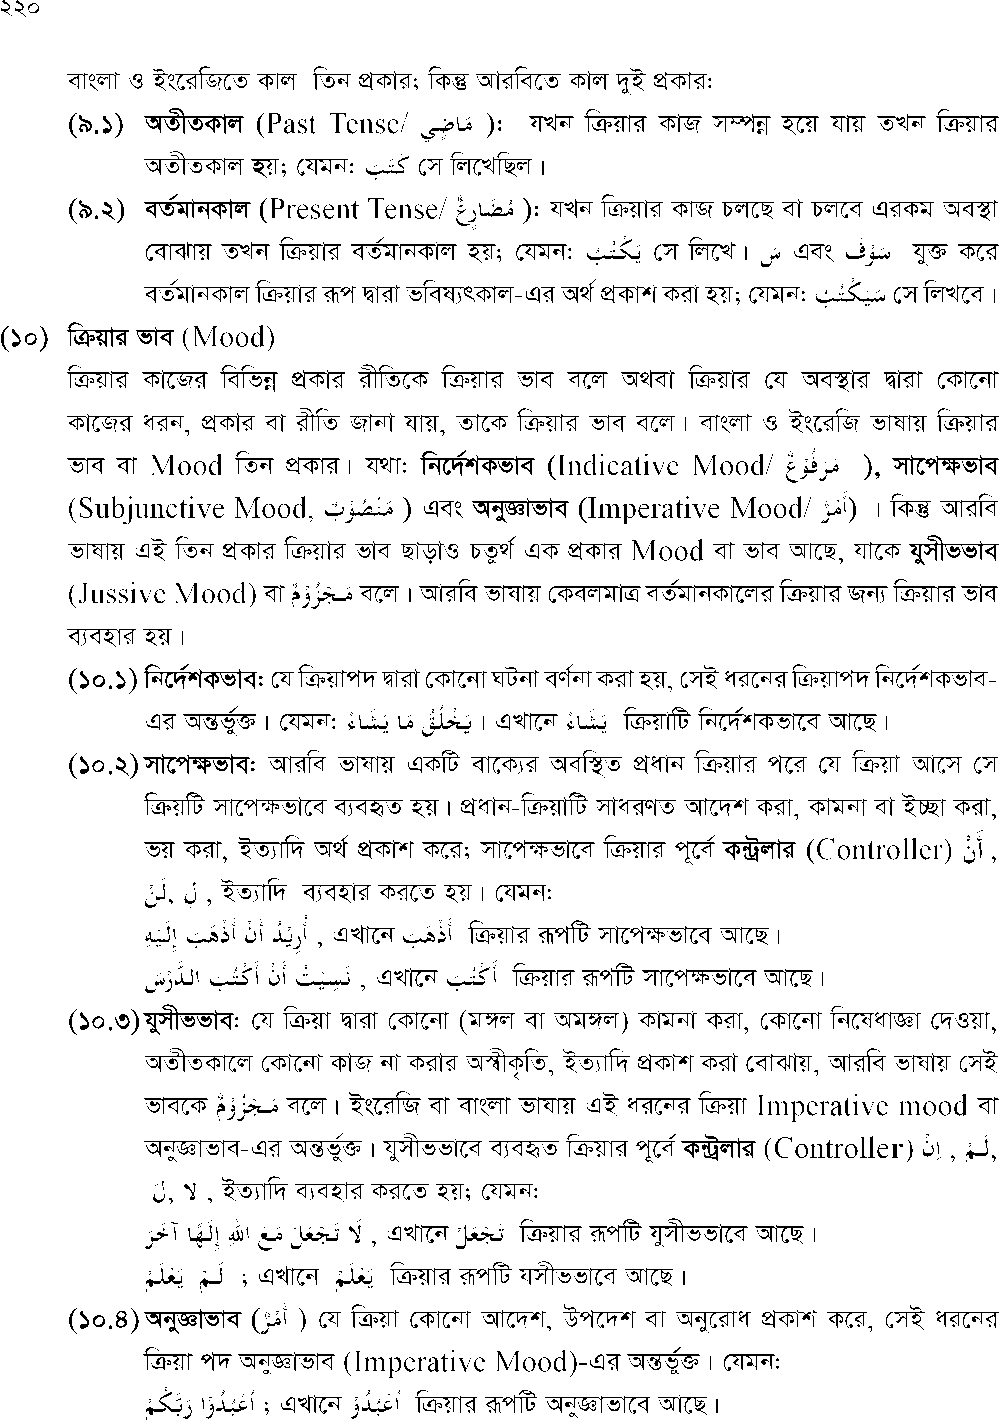 ২২০
বাংলা ও ইংরেজিতে কাল তিন প্রকার; কিন্তু আরবিতে কাল দুই প্রকার:
(৯.১) অতীতকাল (Past Tense/ مَاضِي ): যখন ক্রিয়ার কাজ সম্পন্ন হয়ে যায় তখন ক্রিয়ার
অতীতকাল হয়; যেমন: كَتَبَ সে লিখেছিল।
(৯.২) বর্তমানকাল (Present Tense/ مُضَارِعٌ ): যখন ক্রিয়ার কাজ চলছে বা চলবে এরকম অবস্থা
বোঝায় তখন ক্রিয়ার বর্তমানকাল হয়; যেমন: يَكْتُبُ সে লিখে। سَ এবং سَوْفَ যুক্ত করে
বর্তমানকাল ক্রিয়ার রূপ দ্বারা ভবিষ্যৎকাল-এর অর্থ প্রকাশ করা হয়; যেমন: سَيَكْتُبُ সে লিখবে।
(১০) ক্রিয়ার ভাব (Mood)
ক্রিয়ার কাজের বিভিন্ন প্রকার রীতিকে ক্রিয়ার ভাব বলে অথবা ক্রিয়ার যে অবস্থার দ্বারা কোনো
কাজের ধরন, প্রকার বা রীতি জানা যায়, তাকে ক্রিয়ার ভাব বলে। বাংলা ও ইংরেজি ভাষায় ক্রিয়ার
ভাব বা Mood তিন প্রকার। যথা: নির্দেশকভাব (Indicative Mood/ مَرْفُوْعٌ ), সাপেক্ষভাব
(Subjunctive Mood, مَنْصُوْبٌ ) এবং অনুজ্ঞাভাব (Imperative Mood/ أَمْرٌ) । কিন্তু আরবি
ভাষায় এই তিন প্রকার ক্রিয়ার ভাব ছাড়াও চতুর্থ এক প্রকার Mood বা ভাব আছে, যাকে যুসীভভাব
(Jussive Mood) বা مَجْزُوْمٌ বলে। আরবি ভাষায় কেবলমাত্র বর্তমানকালের ক্রিয়ার জন্য ক্রিয়ার ভাব
ব্যবহার হয়।
(১০.১) নির্দেশকভাব: যে ক্রিয়াপদ দ্বারা কোনো ঘটনা বর্ণনা করা হয়, সেই ধরনের ক্রিয়াপদ নির্দেশকভাব-
এর অন্তর্ভুক্ত। যেমন: يَخْلُقُ مَا يَشَاءُ। এখানে يَشَاءُ ক্রিয়াটি নির্দেশকভাবে আছে।
(১০.২) সাপেক্ষভাব: আরবি ভাষায় একটি বাক্যের অবস্থিত প্রধান ক্রিয়ার পরে যে ক্রিয়া আসে সে
ক্রিয়টি সাপেক্ষভাবে ব্যবহৃত হয়। প্রধান-ক্রিয়াটি সাধরণত আদেশ করা, কামনা বা ইচ্ছা করা,
ভয় করা, ইত্যাদি অর্থ প্রকাশ করে; সাপেক্ষভাবে ক্রিয়ার পূর্বে কন্ট্রলার (Controller) أَنْ ,
لَنْ, لِ , ইত্যাদি ব্যবহার করতে হয়। যেমন:
أُرِيْدُ أَنْ أَذْهَبَ إِلَيْهِ , এখানে أَذْهَبَ ক্রিয়ার রূপটি সাপেক্ষভাবে আছে।
نَسِيْتُ أَنْ أَكْتُبَ الدَّرْسَ , এখানে أَكْتُبَ ক্রিয়ার রূপটি সাপেক্ষভাবে আছে।
(১০.৩) যুসীভভাব: যে ক্রিয়া দ্বারা কোনো (মঙ্গল বা অমঙ্গল) কামনা করা, কোনো নিষেধাজ্ঞা দেওয়া,
অতীতকালে কোনো কাজ না করার অস্বীকৃতি, ইত্যাদি প্রকাশ করা বোঝায়, আরবি ভাষায় সেই
ভাবকে مَجْزُوْمٌ বলে। ইংরেজি বা বাংলা ভাষায় এই ধরনের ক্রিয়া Imperative mood বা
অনুজ্ঞাভাব-এর অন্তর্ভুক্ত। যুসীভভাবে ব্যবহৃত ক্রিয়ার পূর্বে কন্ট্রলার (Controller) إِنْ , لَمْ,
لِ, لا , ইত্যাদি ব্যবহার করতে হয়; যেমন:
لَا تَجْعَلْ مَعَ اللهِ إِلَهًا آخَرَ , এখানে تَجْعَلْ ক্রিয়ার রূপটি যুসীভভাবে আছে।
لَمْ يَعْلَمْ ; এখানে يَعْلَمْ ক্রিয়ার রূপটি যসীভভাবে আছে।
(১০.৪) অনুজ্ঞাভাব (أَمْرٌ ) যে ক্রিয়া কোনো আদেশ, উপদেশ বা অনুরোধ প্রকাশ করে, সেই ধরনের
ক্রিয়া পদ অনুজ্ঞাভাব (Imperative Mood)-এর অন্তর্ভুক্ত। যেমন:
اُعْبُدُوْا رَبَّكُمْ ; এখানে اُعْبُدُوْ ক্রিয়ার রূপটি অনুজ্ঞাভাবে আছে।